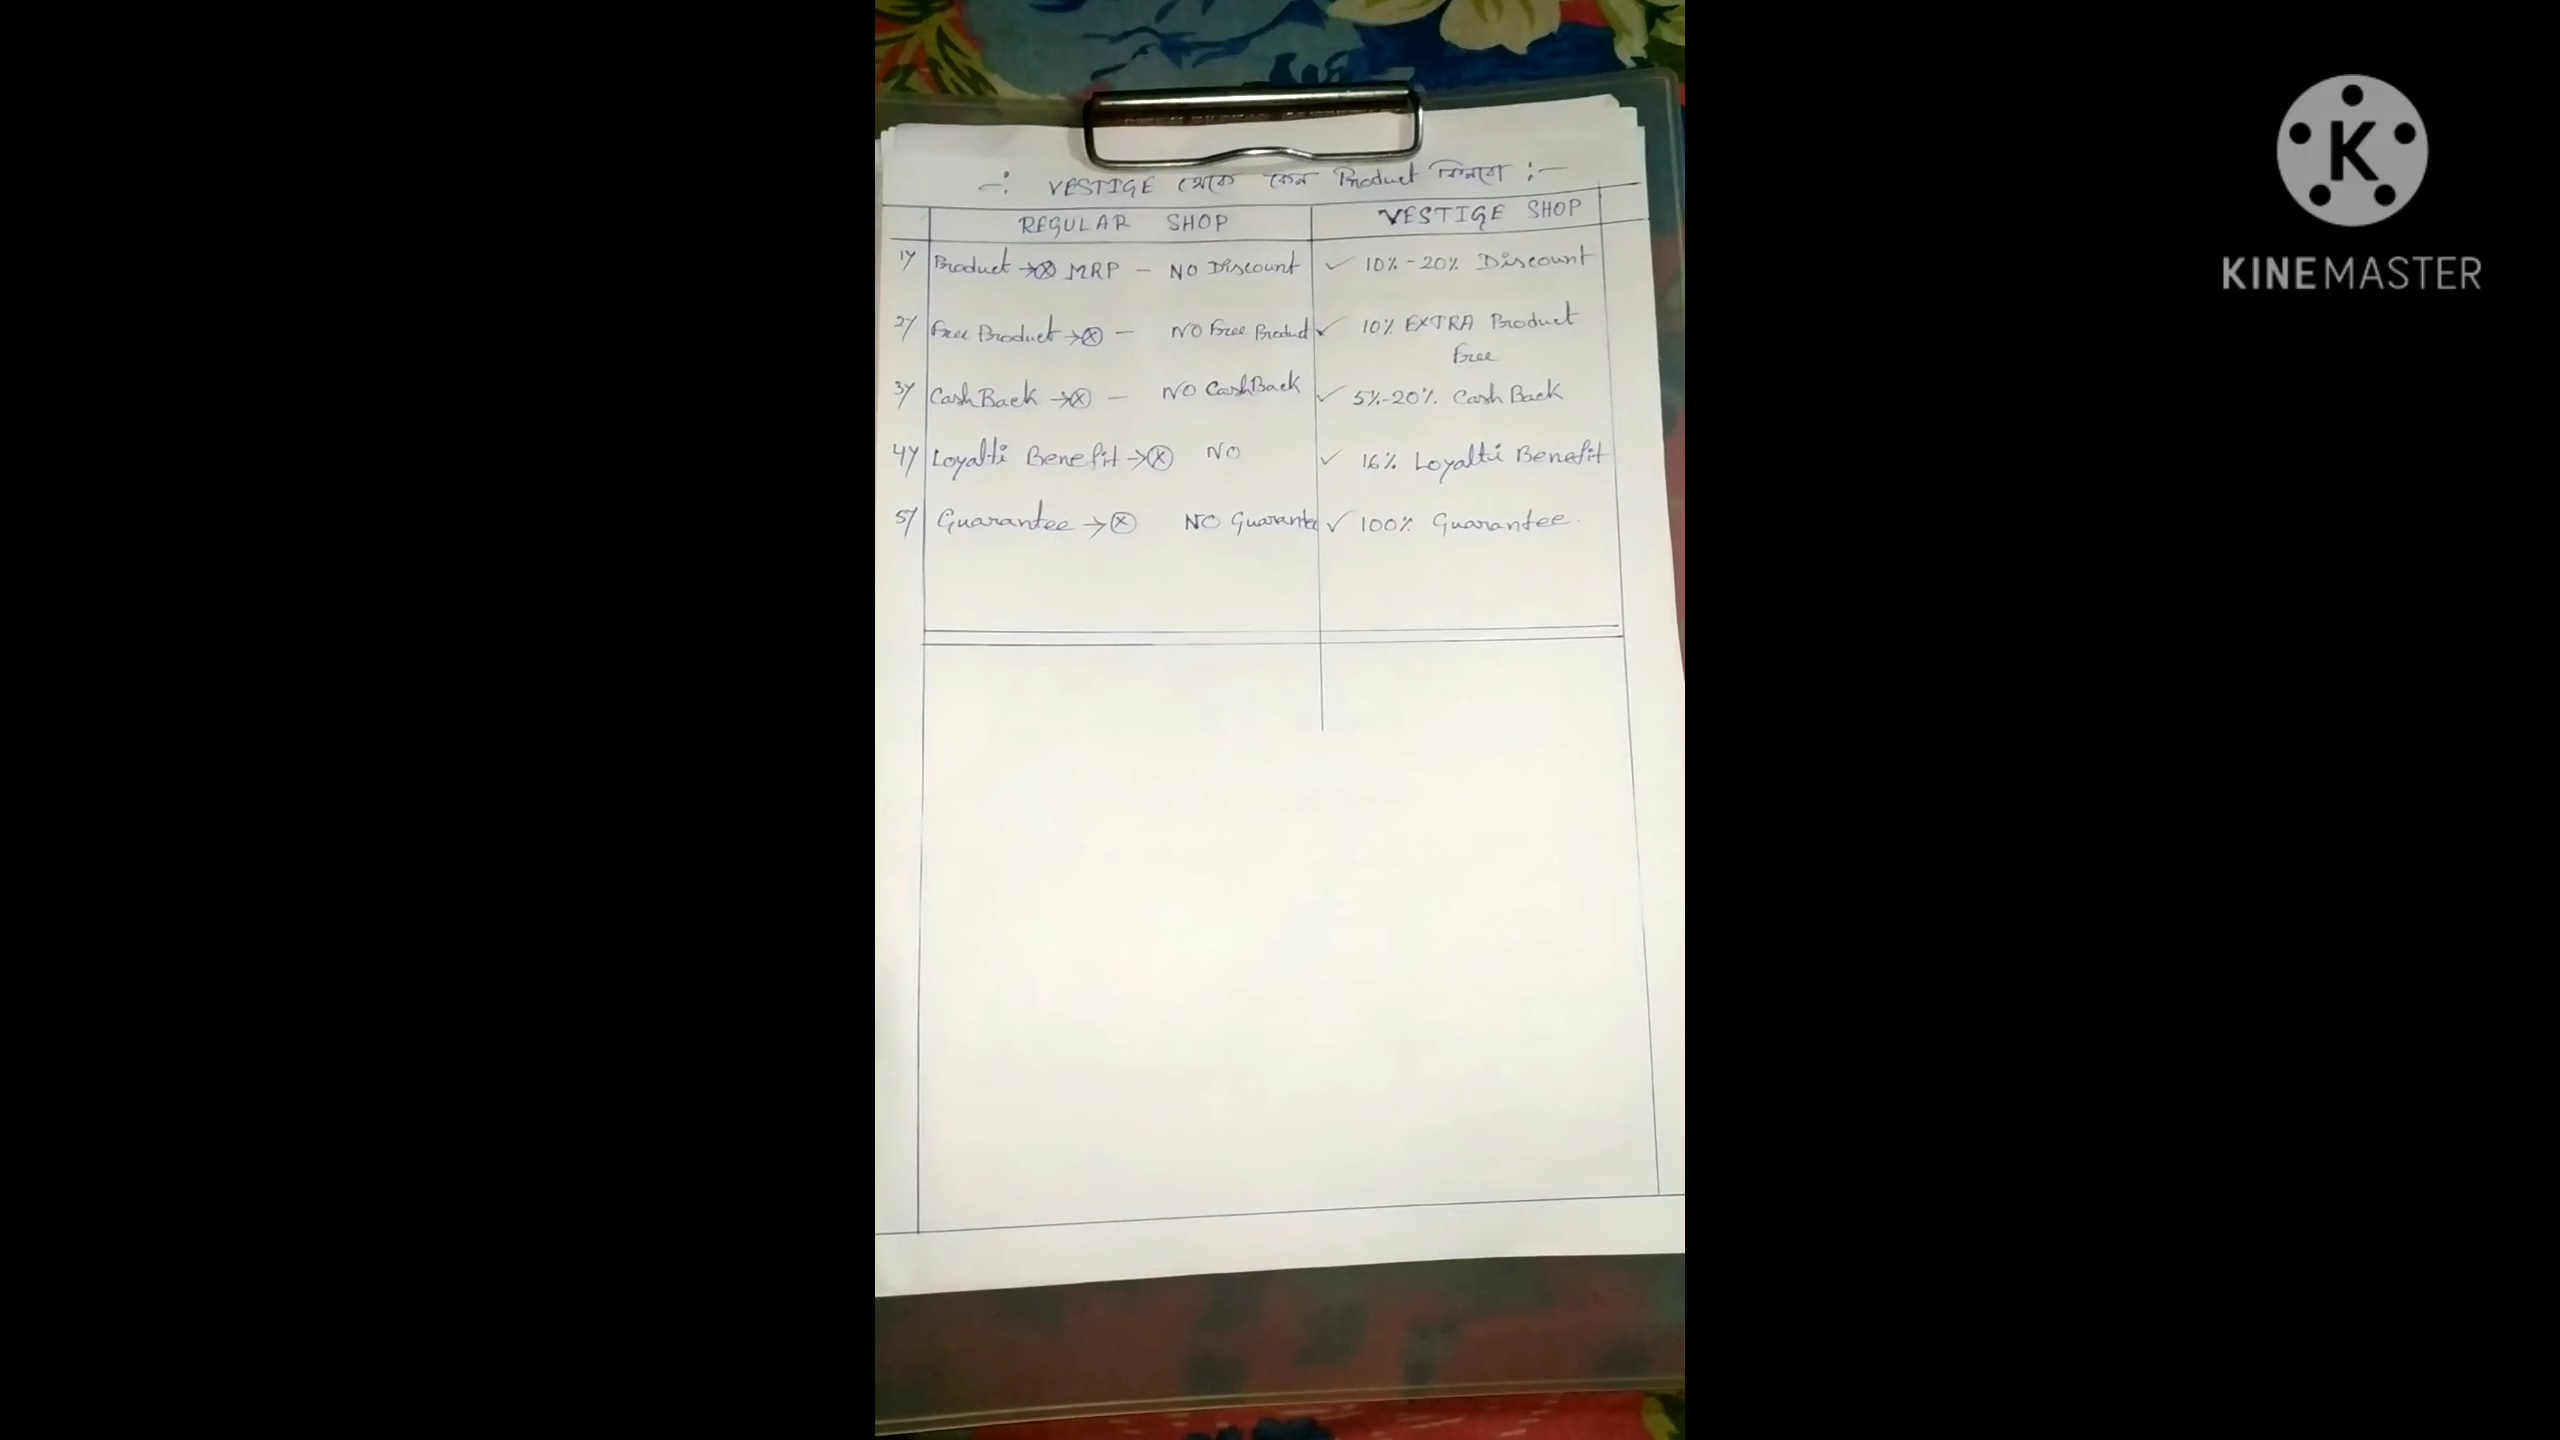 -: VESTIGE থেকে কেন Product কিনবো :-
REGULAR SHOP VESTIGE SHOP
1) Product →⊗ MRP - NO Discount ✓ 10% - 20% Discount
2) Free Product →⊗ - NO Free Product ✓ 10% EXTRA Product
Free
3) CashBack →⊗ - NO CashBack ✓ 5%-20% Cash Back
4) Loyalti Benefit →⊗ NO ✓ 16% Loyalti Benefit
5) Guarantee →⊗ NO Guarantee ✓ 100% Guarantee.
K
KINEMASTER